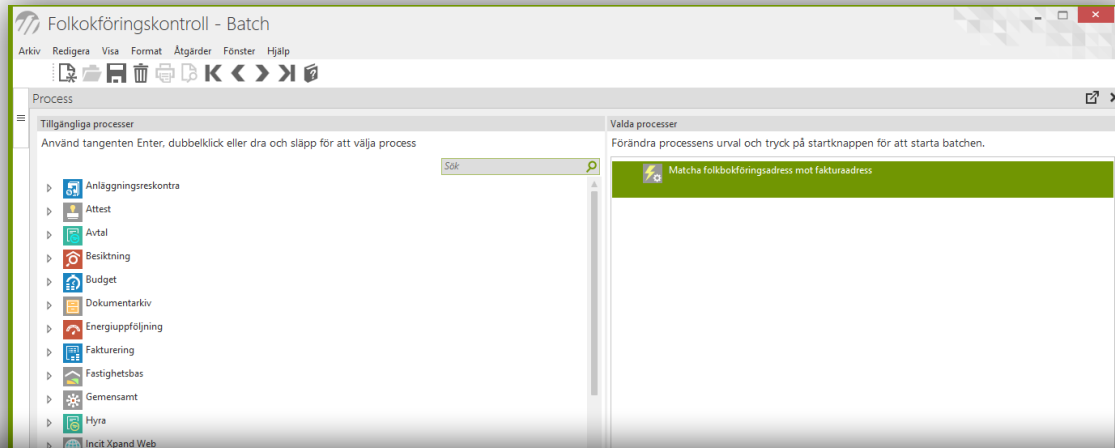 Folkokföringskontroll - Batch
Arkiv Redigera Visa Format Åtgärder Fönster Hjälp
Process
Tillgängliga processer
Använd tangenten Enter, dubbelklick eller dra och släpp för att välja process
Sök
Anläggningsreskontra
Attest
Avtal
Besiktning
Budget
Dokumentarkiv
Energiuppföljning
Fakturering
Fastighetsbas
Gemensamt
Hyra
Incit Xpand Web
Valda processer
Förändra processens urval och tryck på startknappen för att starta batchen.
Matcha folkbokföringsadress mot fakturaadress